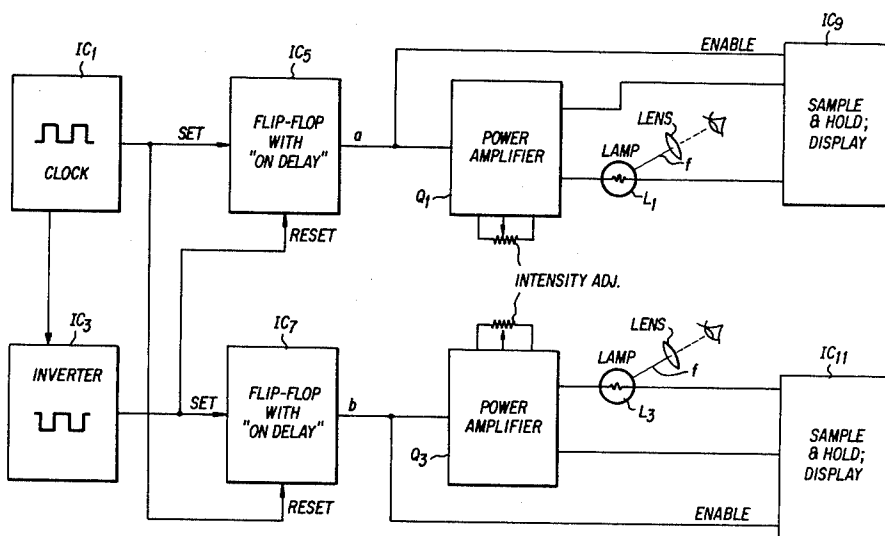 IC1
CLOCK
SET
IC5
FLIP-FLOP
WITH
"ON DELAY"
a
RESET
POWER
AMPLIFIER
Q1
ENABLE
LENS
LAMP
f
L1
IC9
SAMPLE
& HOLD;
DISPLAY
INTENSITY ADJ.
IC3
INVERTER
SET
IC7
FLIP-FLOP
WITH
"ON DELAY"
b
RESET
POWER
AMPLIFIER
Q3
LENS
LAMP
f
L3
ENABLE
IC11
SAMPLE
& HOLD;
DISPLAY